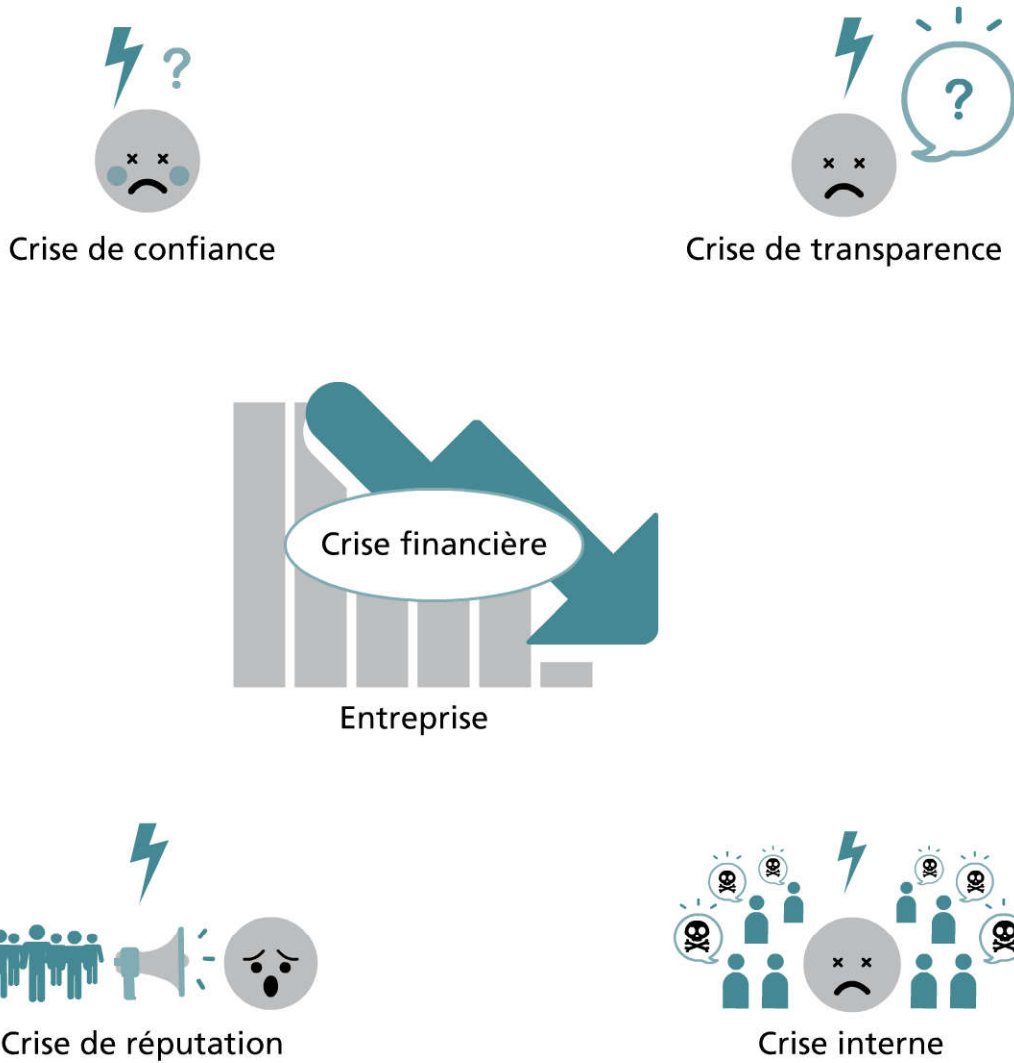 ?
?
Crise de confiance
Crise de transparence
Crise financière
Entreprise
Crise de réputation
Crise interne